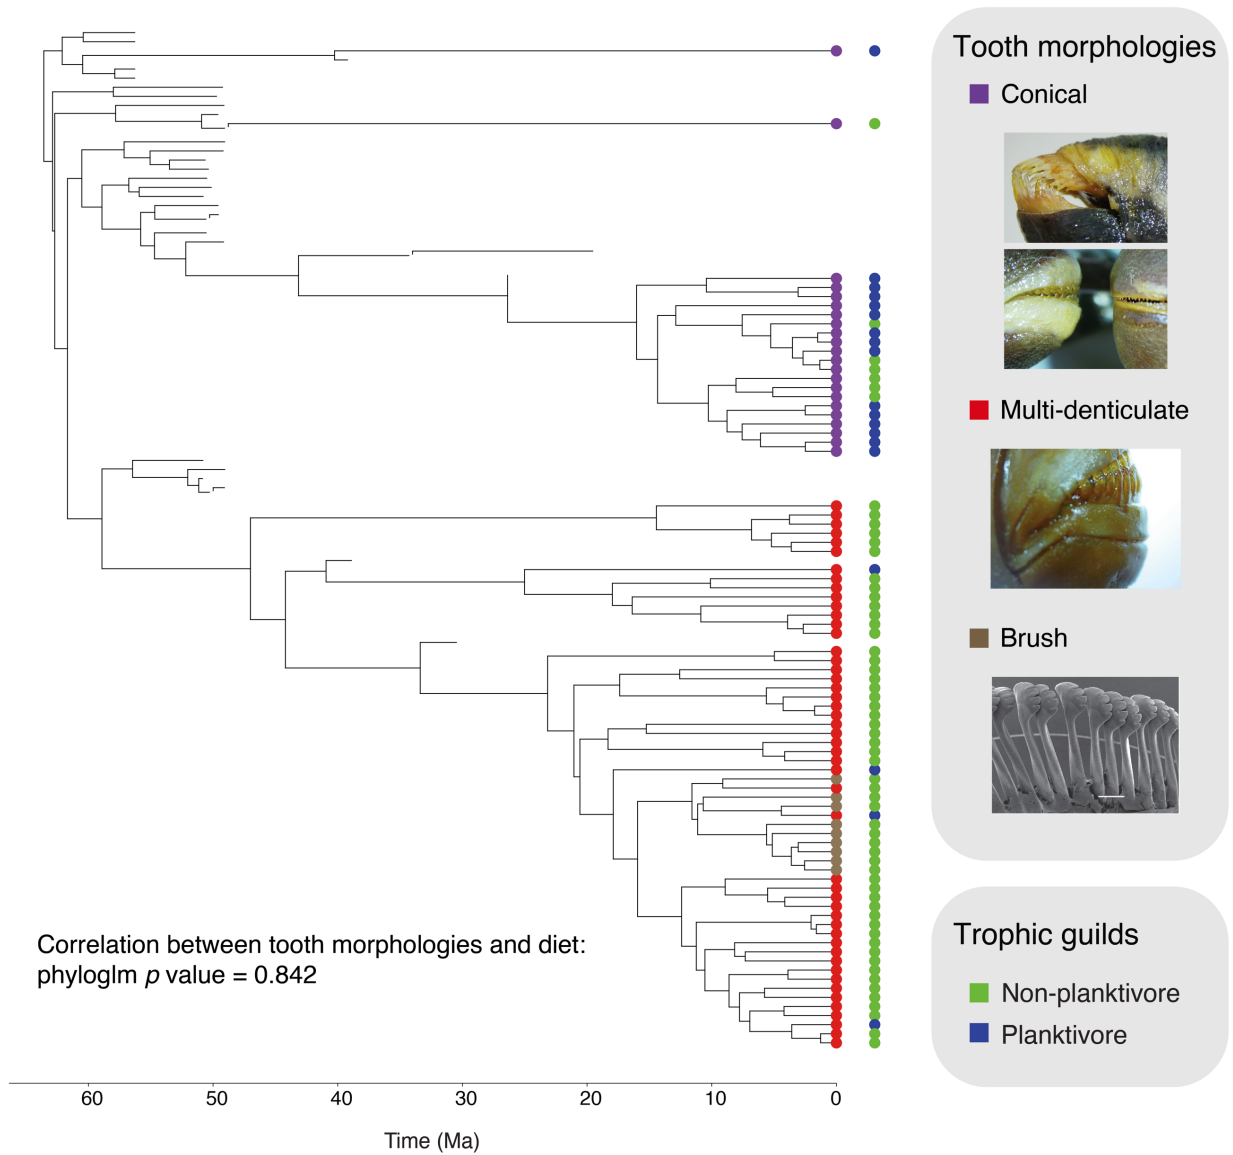 Tooth morphologies
Conical
Multi-denticulate
Brush
Correlation between tooth morphologies and diet:
phyloglm p value = 0.842
Trophic guilds
Non-planktivore
Planktivore
60 50 40 30 20 10 0
Time (Ma)